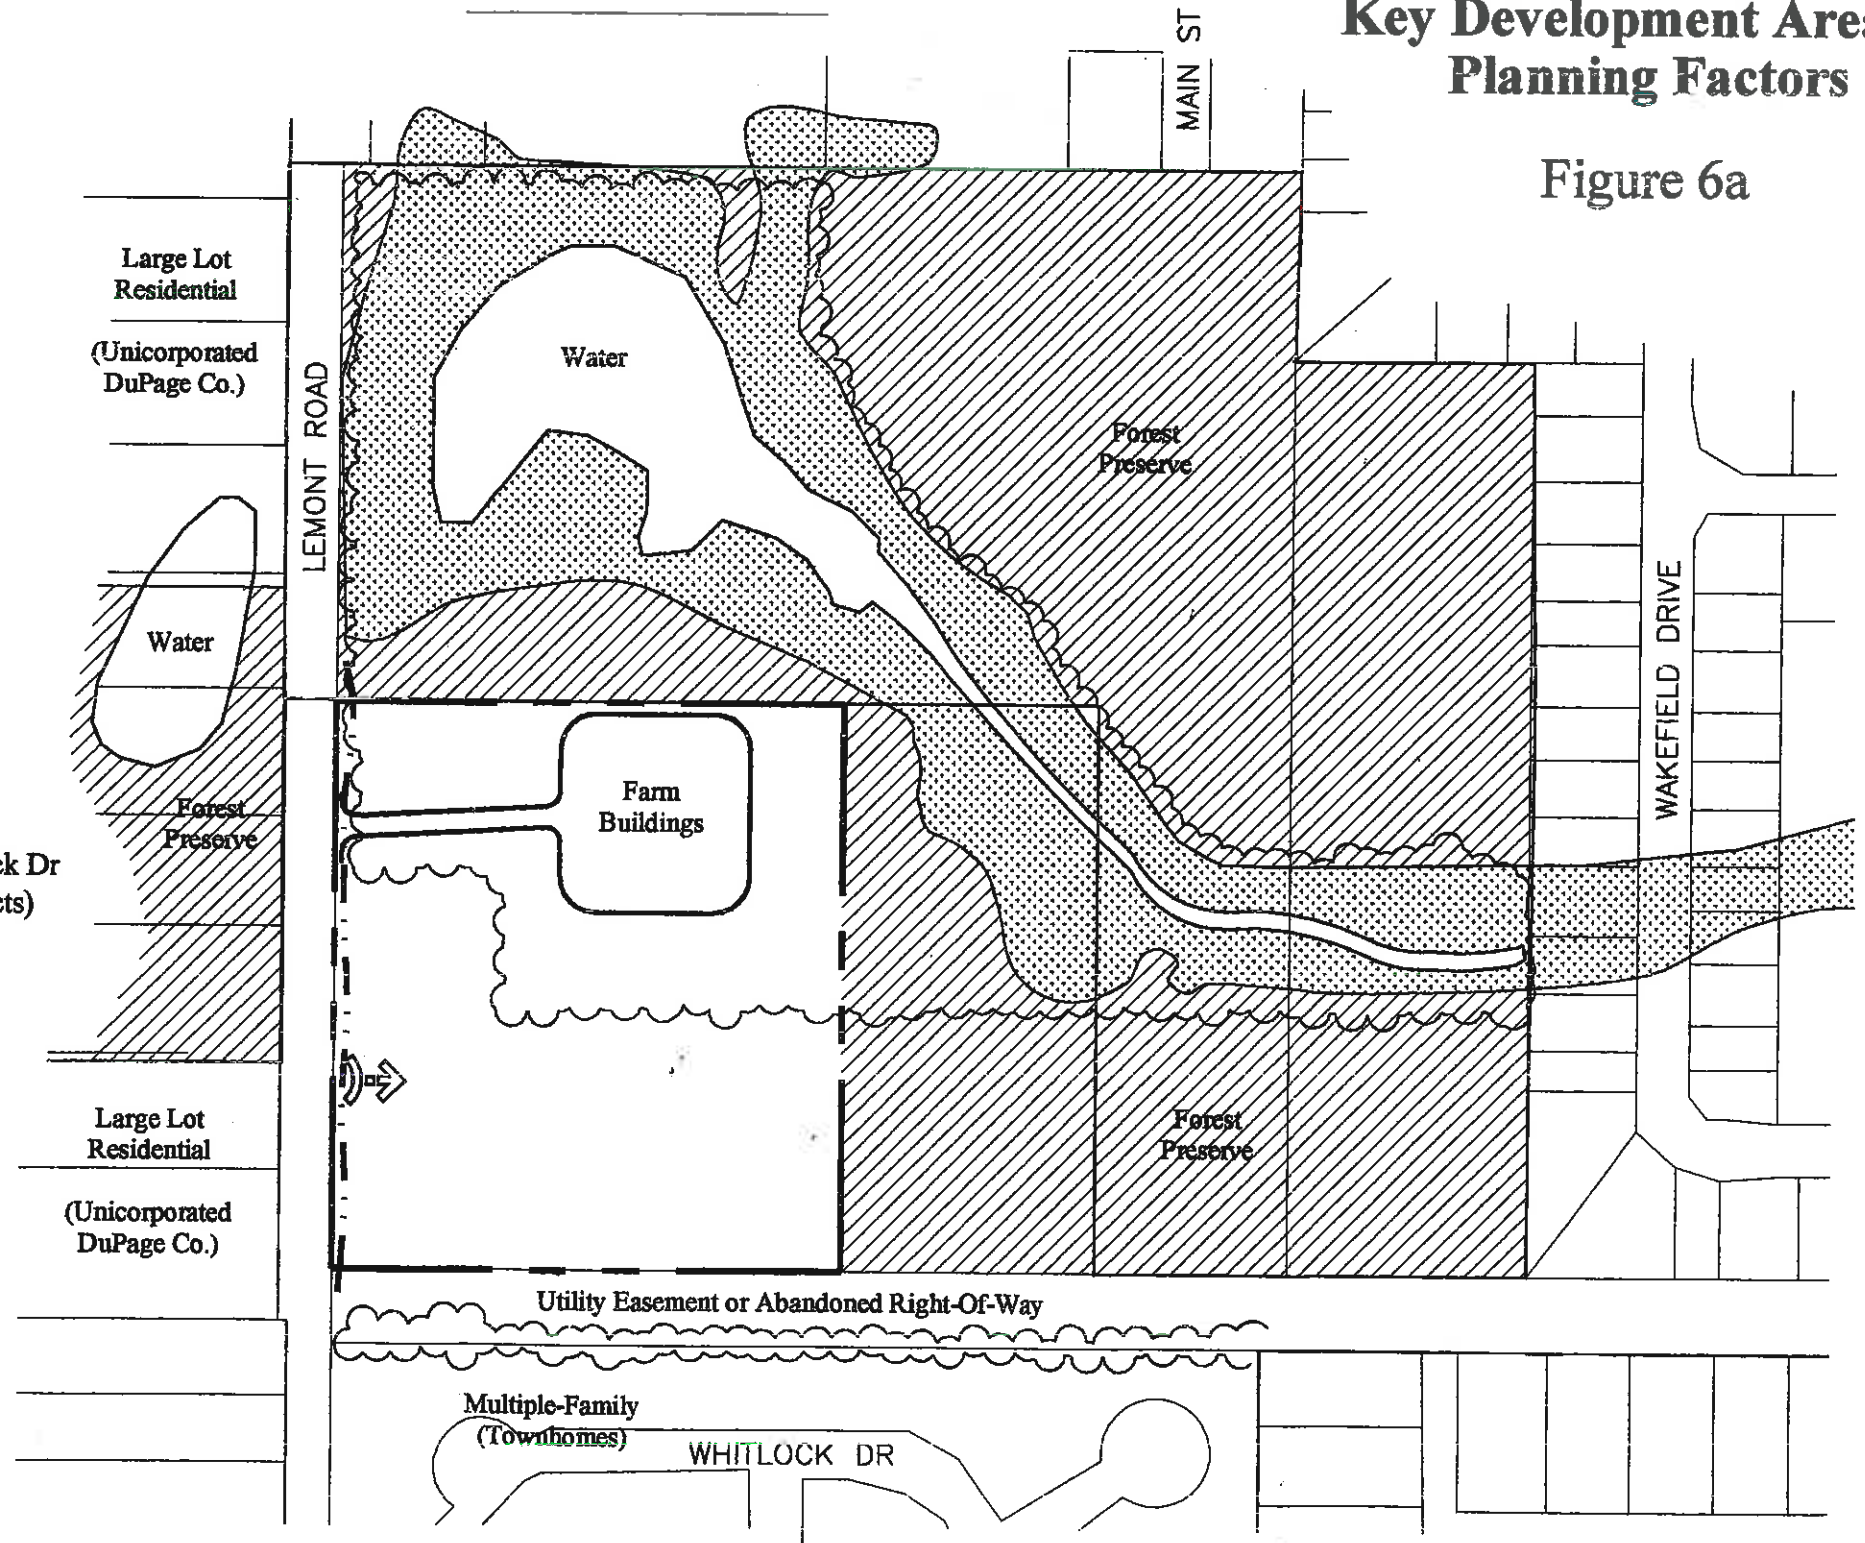 Key Development Area
Planning Factors
Figure 6a
MAIN ST
Large Lot
Residential
(Unicorporated
DuPage Co.)
LEMONT ROAD
Water
Forest
Preserve
WAKEFIELD DRIVE
Water
Forest
Preserve
ck Dr
cts)
Farm
Buildings
Large Lot
Residential
(Unicorporated
DuPage Co.)
Forest
Preserve
Utility Easement or Abandoned Right-Of-Way
Multiple-Family
(Townhomes)
WHITLOCK DR